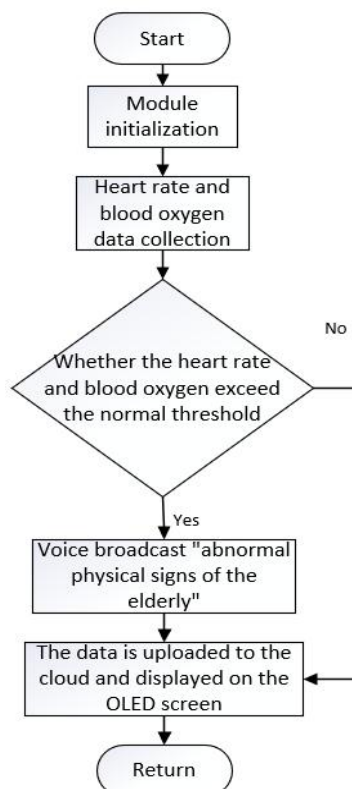 Start
Module
initialization
Heart rate and
blood oxygen
data collection
No
Whether the heart rate
and blood oxygen exceed
the normal threshold
Yes
Voice broadcast "abnormal
physical signs of the
elderly"
The data is uploaded to the
cloud and displayed on the
OLED screen
Return